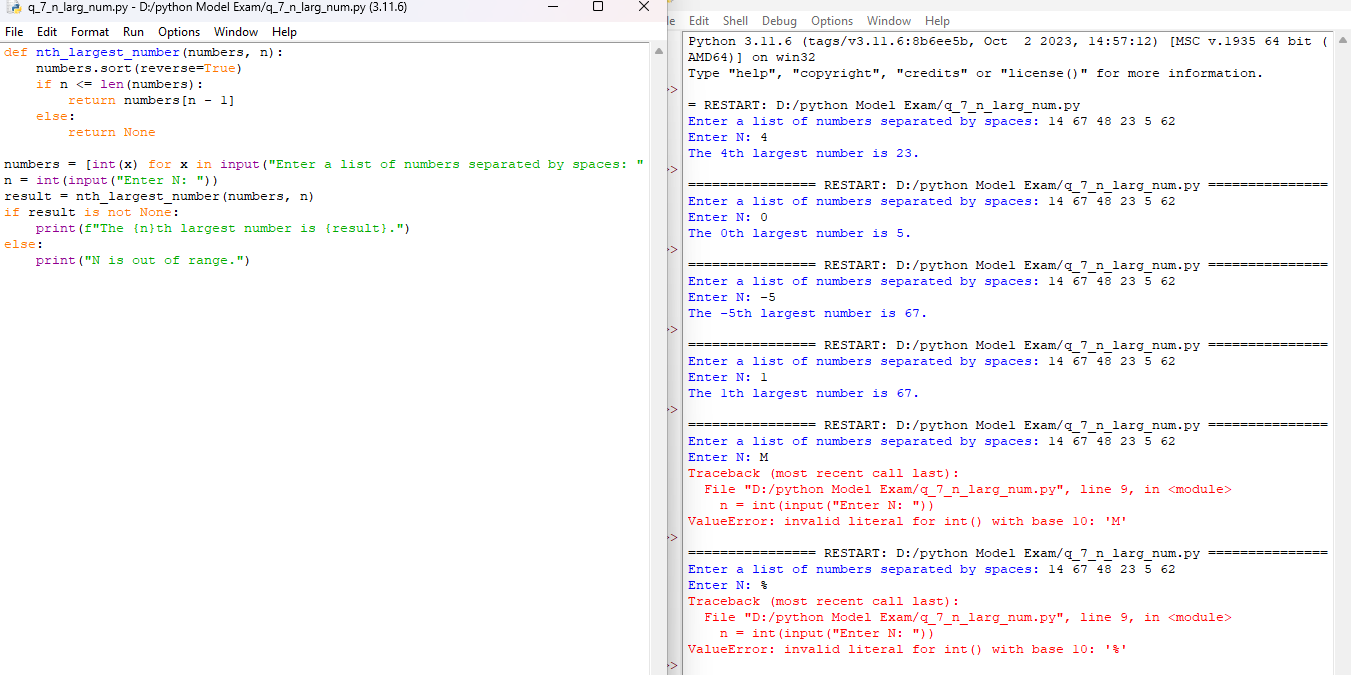 q_7_n_larg_num.py - D:/python Model Exam/q_7_n_larg_num.py (3.11.6)
File Edit Format Run Options Window Help
def nth_largest_number(numbers, n):
    numbers.sort(reverse=True)
    if n <= len(numbers):
        return numbers[n - 1]
    else:
        return None

numbers = [int(x) for x in input("Enter a list of numbers separated by spaces: "
n = int(input("Enter N: "))
result = nth_largest_number(numbers, n)
if result is not None:
    print(f"The {n}th largest number is {result}.")
else:
    print("N is out of range.")
Edit Shell Debug Options Window Help
Python 3.11.6 (tags/v3.11.6:8b6ee5b, Oct  2 2023, 14:57:12) [MSC v.1935 64 bit (
AMD64)] on win32
Type "help", "copyright", "credits" or "license()" for more information.
= RESTART: D:/python Model Exam/q_7_n_larg_num.py
Enter a list of numbers separated by spaces: 14 67 48 23 5 62
Enter N: 4
The 4th largest number is 23.
================ RESTART: D:/python Model Exam/q_7_n_larg_num.py ===============
Enter a list of numbers separated by spaces: 14 67 48 23 5 62
Enter N: 0
The 0th largest number is 5.
================ RESTART: D:/python Model Exam/q_7_n_larg_num.py ===============
Enter a list of numbers separated by spaces: 14 67 48 23 5 62
Enter N: -5
The -5th largest number is 67.
================ RESTART: D:/python Model Exam/q_7_n_larg_num.py ===============
Enter a list of numbers separated by spaces: 14 67 48 23 5 62
Enter N: 1
The 1th largest number is 67.
================ RESTART: D:/python Model Exam/q_7_n_larg_num.py ===============
Enter a list of numbers separated by spaces: 14 67 48 23 5 62
Enter N: M
Traceback (most recent call last):
  File "D:/python Model Exam/q_7_n_larg_num.py", line 9, in <module>
    n = int(input("Enter N: "))
ValueError: invalid literal for int() with base 10: 'M'
================ RESTART: D:/python Model Exam/q_7_n_larg_num.py ===============
Enter a list of numbers separated by spaces: 14 67 48 23 5 62
Enter N: %
Traceback (most recent call last):
  File "D:/python Model Exam/q_7_n_larg_num.py", line 9, in <module>
    n = int(input("Enter N: "))
ValueError: invalid literal for int() with base 10: '%'